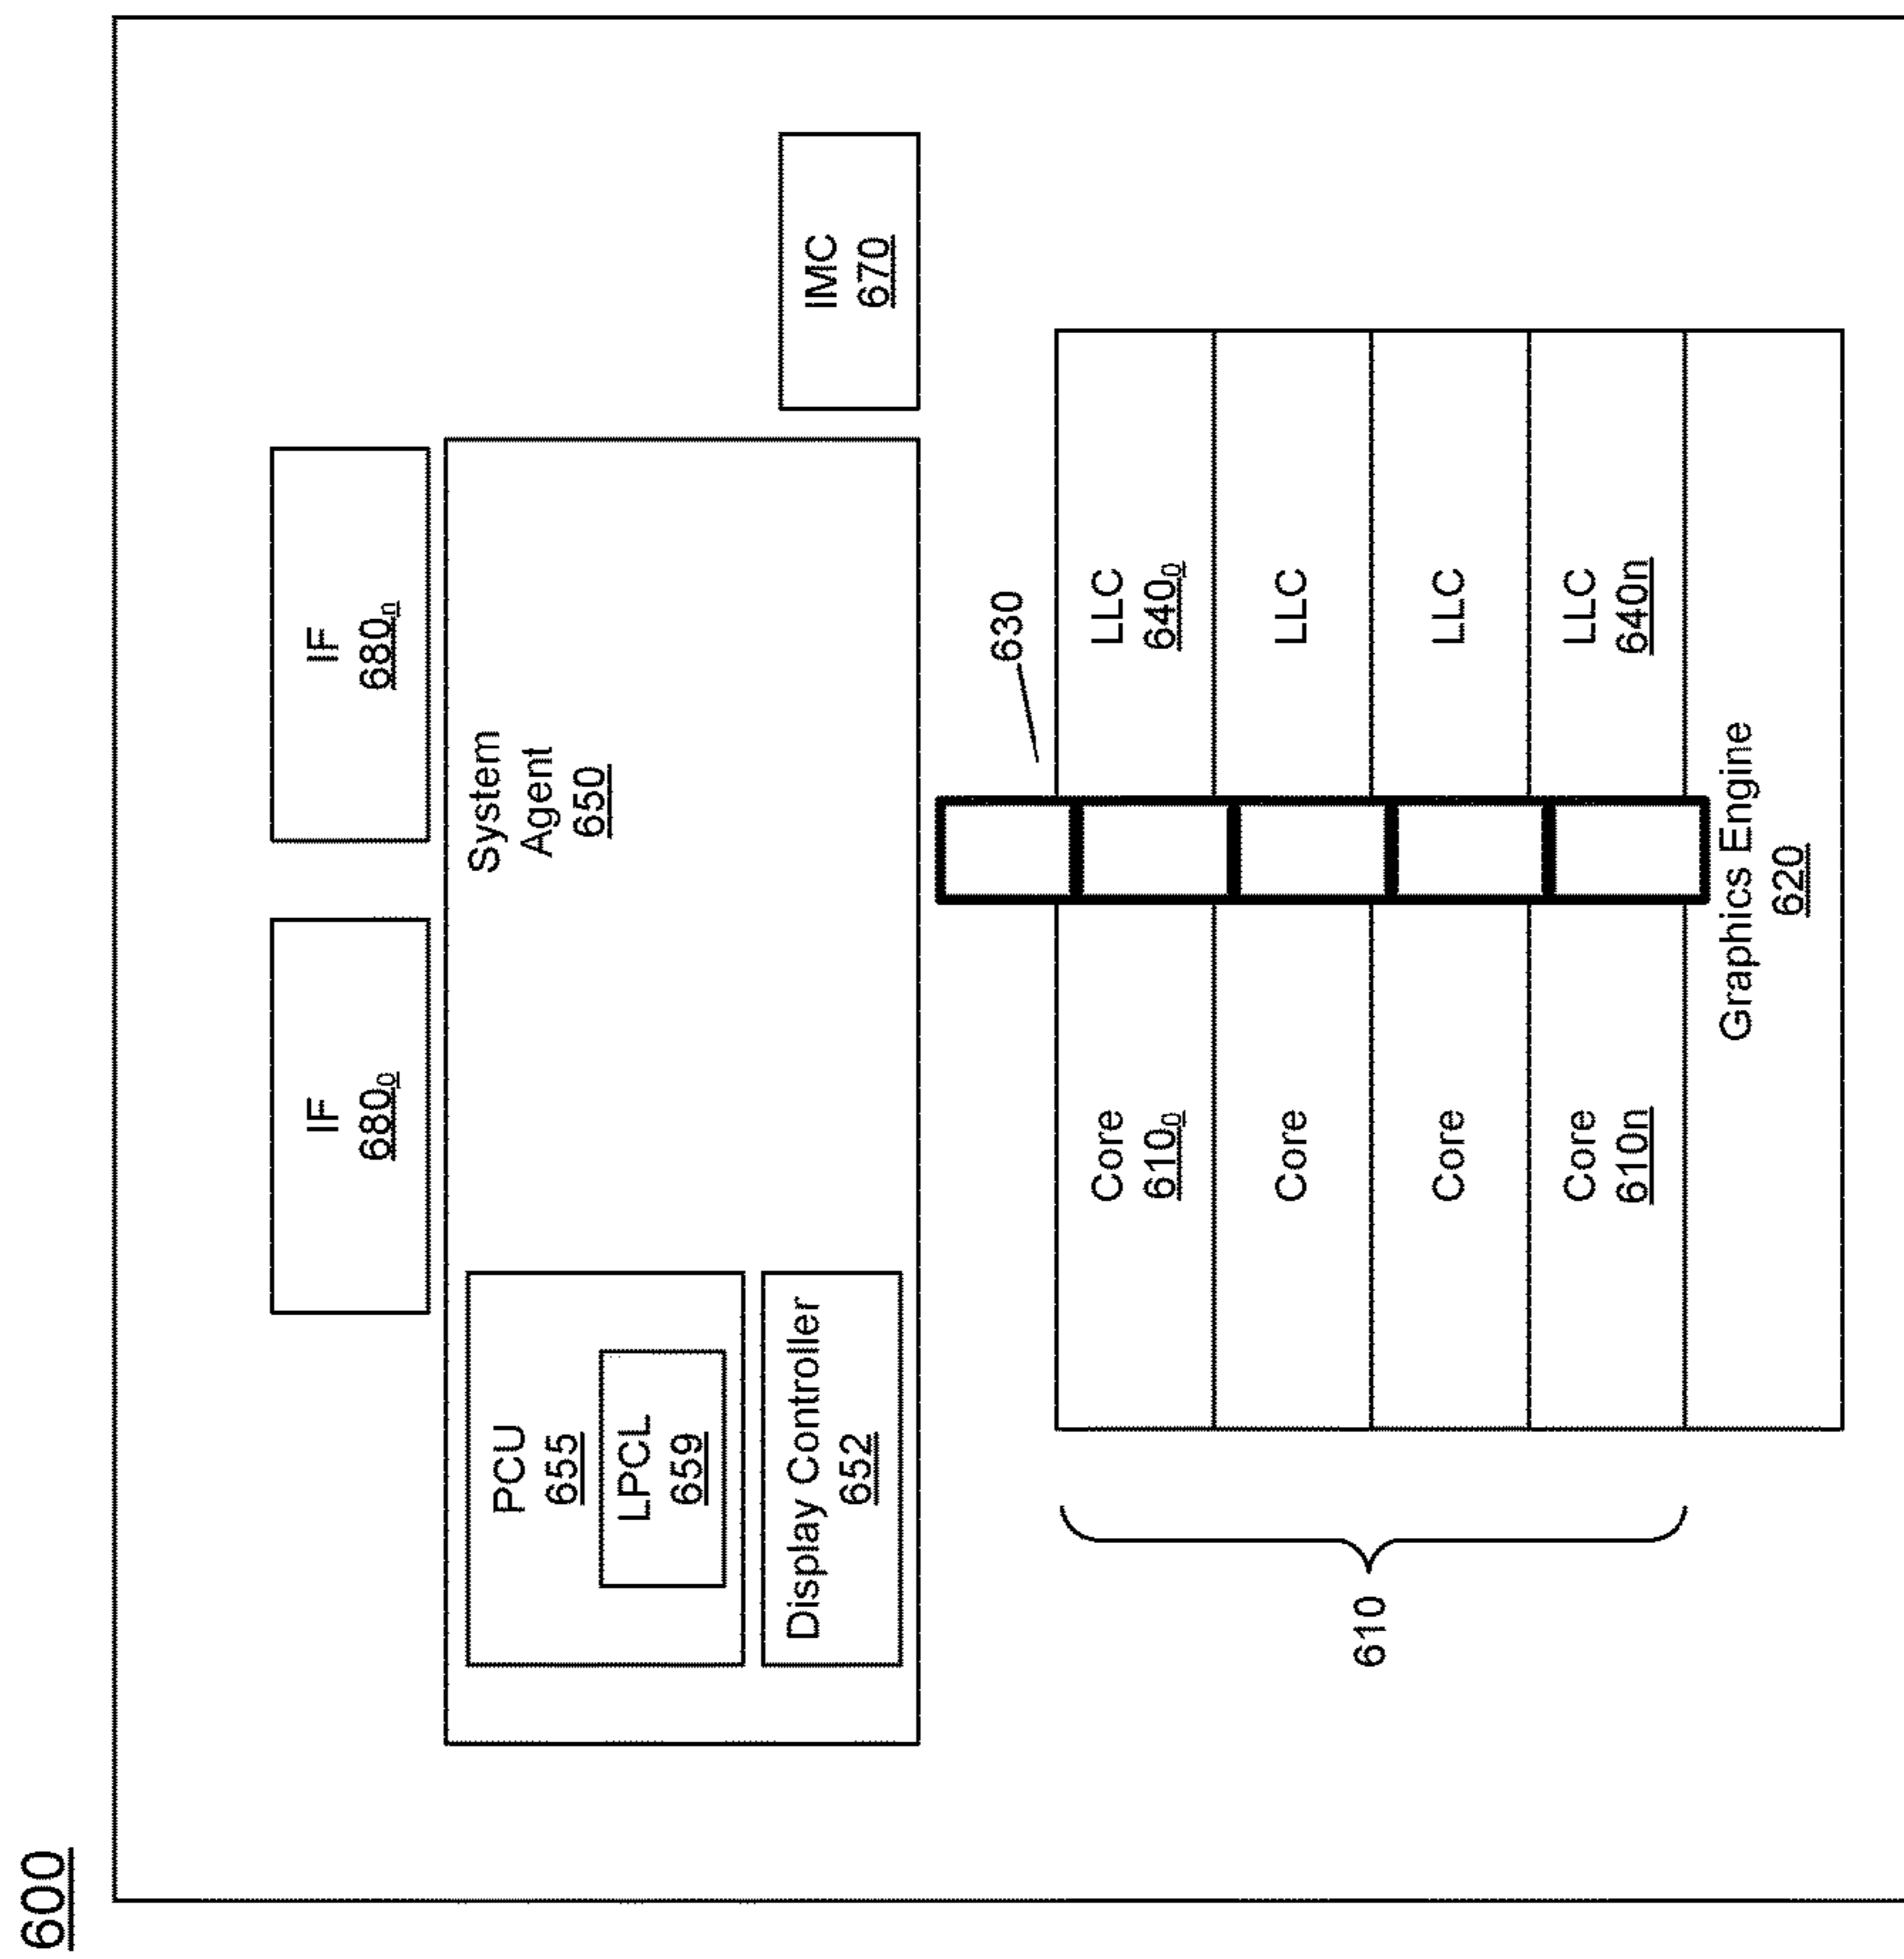 600
IF
680₀
IF
680ₙ
System
Agent
650
PCU
655
LPCL
659
Display Controller
652
IMC
670
630
Core
610₀
LLC
640₀
Core
LLC
Core
LLC
Core
610n
LLC
640n
610
Graphics Engine
620